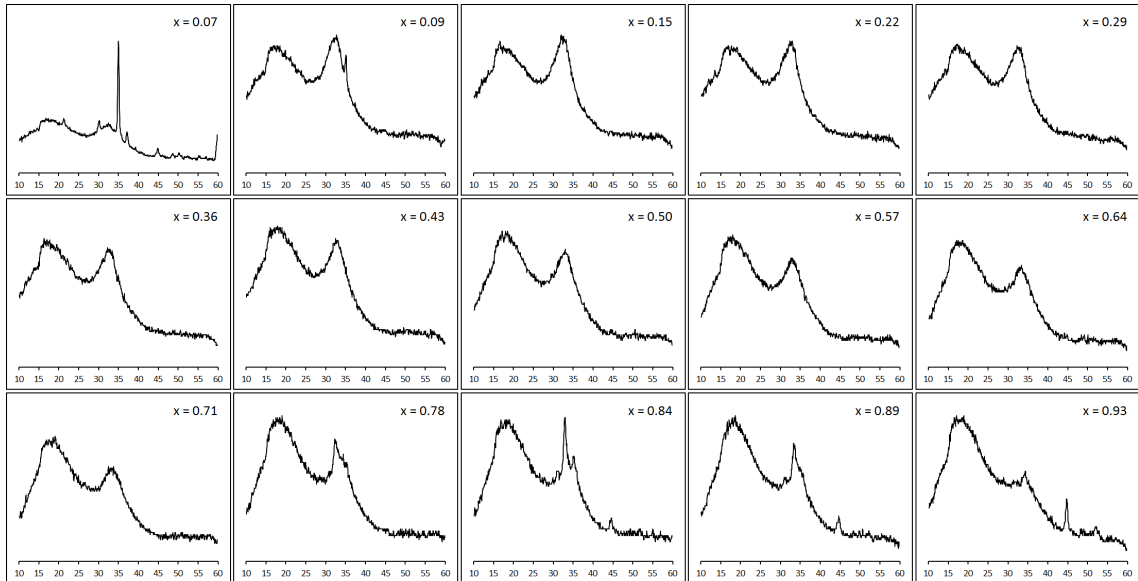 x = 0.07
10 15 20 25 30 35 40 45 50 55 60
x = 0.09
10 15 20 25 30 35 40 45 50 55 60
x = 0.15
10 15 20 25 30 35 40 45 50 55 60
x = 0.22
10 15 20 25 30 35 40 45 50 55 60
x = 0.29
10 15 20 25 30 35 40 45 50 55 60
x = 0.36
10 15 20 25 30 35 40 45 50 55 60
x = 0.43
10 15 20 25 30 35 40 45 50 55 60
x = 0.50
10 15 20 25 30 35 40 45 50 55 60
x = 0.57
10 15 20 25 30 35 40 45 50 55 60
x = 0.64
10 15 20 25 30 35 40 45 50 55 60
x = 0.71
10 15 20 25 30 35 40 45 50 55 60
x = 0.78
10 15 20 25 30 35 40 45 50 55 60
x = 0.84
10 15 20 25 30 35 40 45 50 55 60
x = 0.89
10 15 20 25 30 35 40 45 50 55 60
x = 0.93
10 15 20 25 30 35 40 45 50 55 60